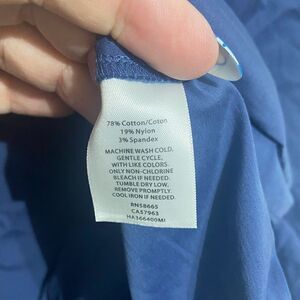 78% Cotton/Coton
19% Nylon
3% Spandex
MACHINE WASH COLD,
GENTLE CYCLE,
WITH LIKE COLORS.
ONLY NON-CHLORINE
BLEACH IF NEEDED.
TUMBLE DRY LOW,
REMOVE PROMPTLY.
COOL IRON IF NEEDED.
RN58665
CA57963
HA366400MI